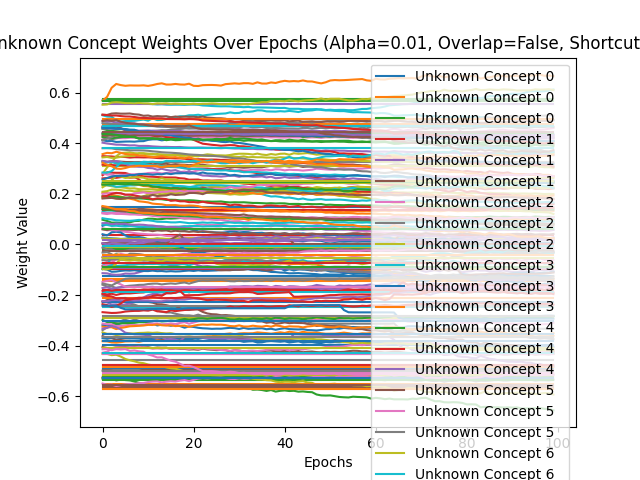 nknown Concept Weights Over Epochs (Alpha=0.01, Overlap=False, Shortcut
Weight Value
0.6
0.4
0.2
0.0
−0.2
−0.4
−0.6
0
20
40
60
80
100
Epochs
Unknown Concept 0
Unknown Concept 0
Unknown Concept 0
Unknown Concept 1
Unknown Concept 1
Unknown Concept 1
Unknown Concept 2
Unknown Concept 2
Unknown Concept 2
Unknown Concept 3
Unknown Concept 3
Unknown Concept 3
Unknown Concept 4
Unknown Concept 4
Unknown Concept 4
Unknown Concept 5
Unknown Concept 5
Unknown Concept 5
Unknown Concept 6
Unknown Concept 6